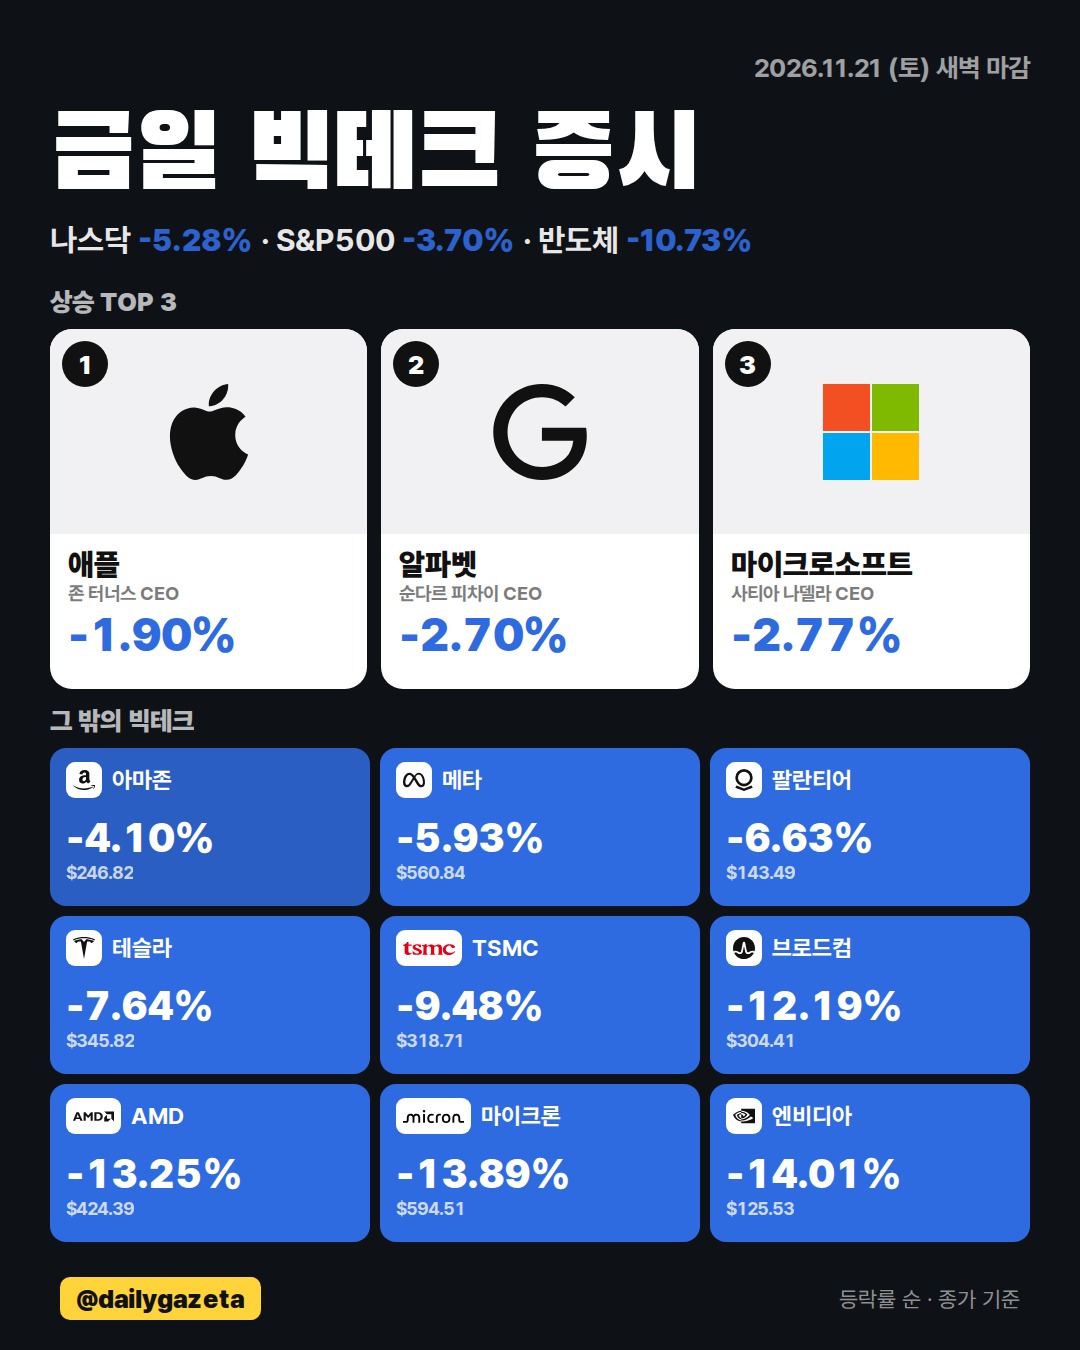 2026.11.21 (토) 새벽 마감
금일 빅테크 증시
나스닥 -5.28% · S&P500 -3.70% · 반도체 -10.73%
상승 TOP 3
1
2
3
애플
존 터너스 CEO
-1.90%
알파벳
순다르 피차이 CEO
-2.70%
마이크로소프트
사티아 나델라 CEO
-2.77%
그 밖의 빅테크
아마존
-4.10%
$246.82
메타
-5.93%
$560.84
팔란티어
-6.63%
$143.49
테슬라
-7.64%
$345.82
tsmc TSMC
-9.48%
$318.71
브로드컴
-12.19%
$304.41
AMD AMD
-13.25%
$424.39
micron 마이크론
-13.89%
$594.51
엔비디아
-14.01%
$125.53
@dailygazeta
등락률 순 · 종가 기준